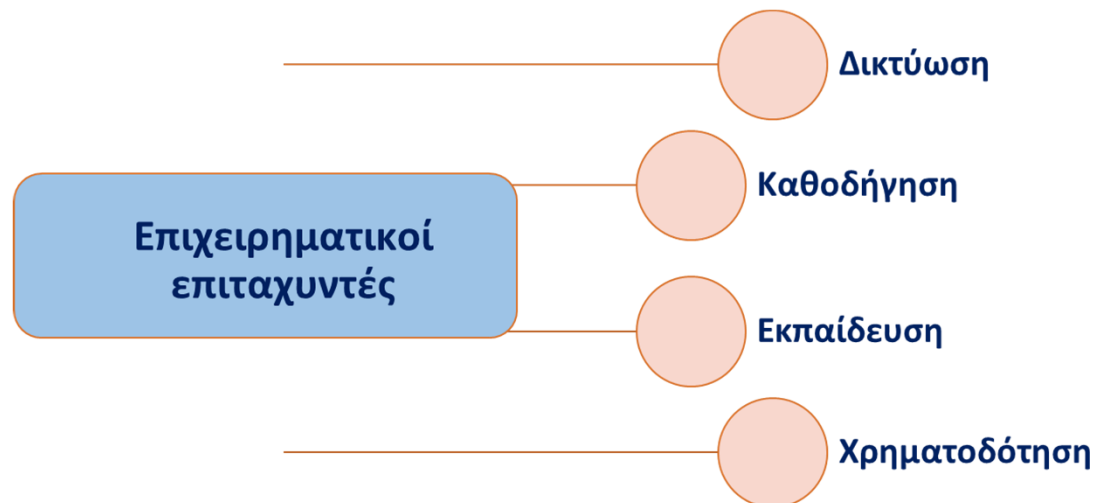 Δικτύωση
Καθοδήγηση
Επιχειρηματικοί
επιταχυντές
Εκπαίδευση
Χρηματοδότηση